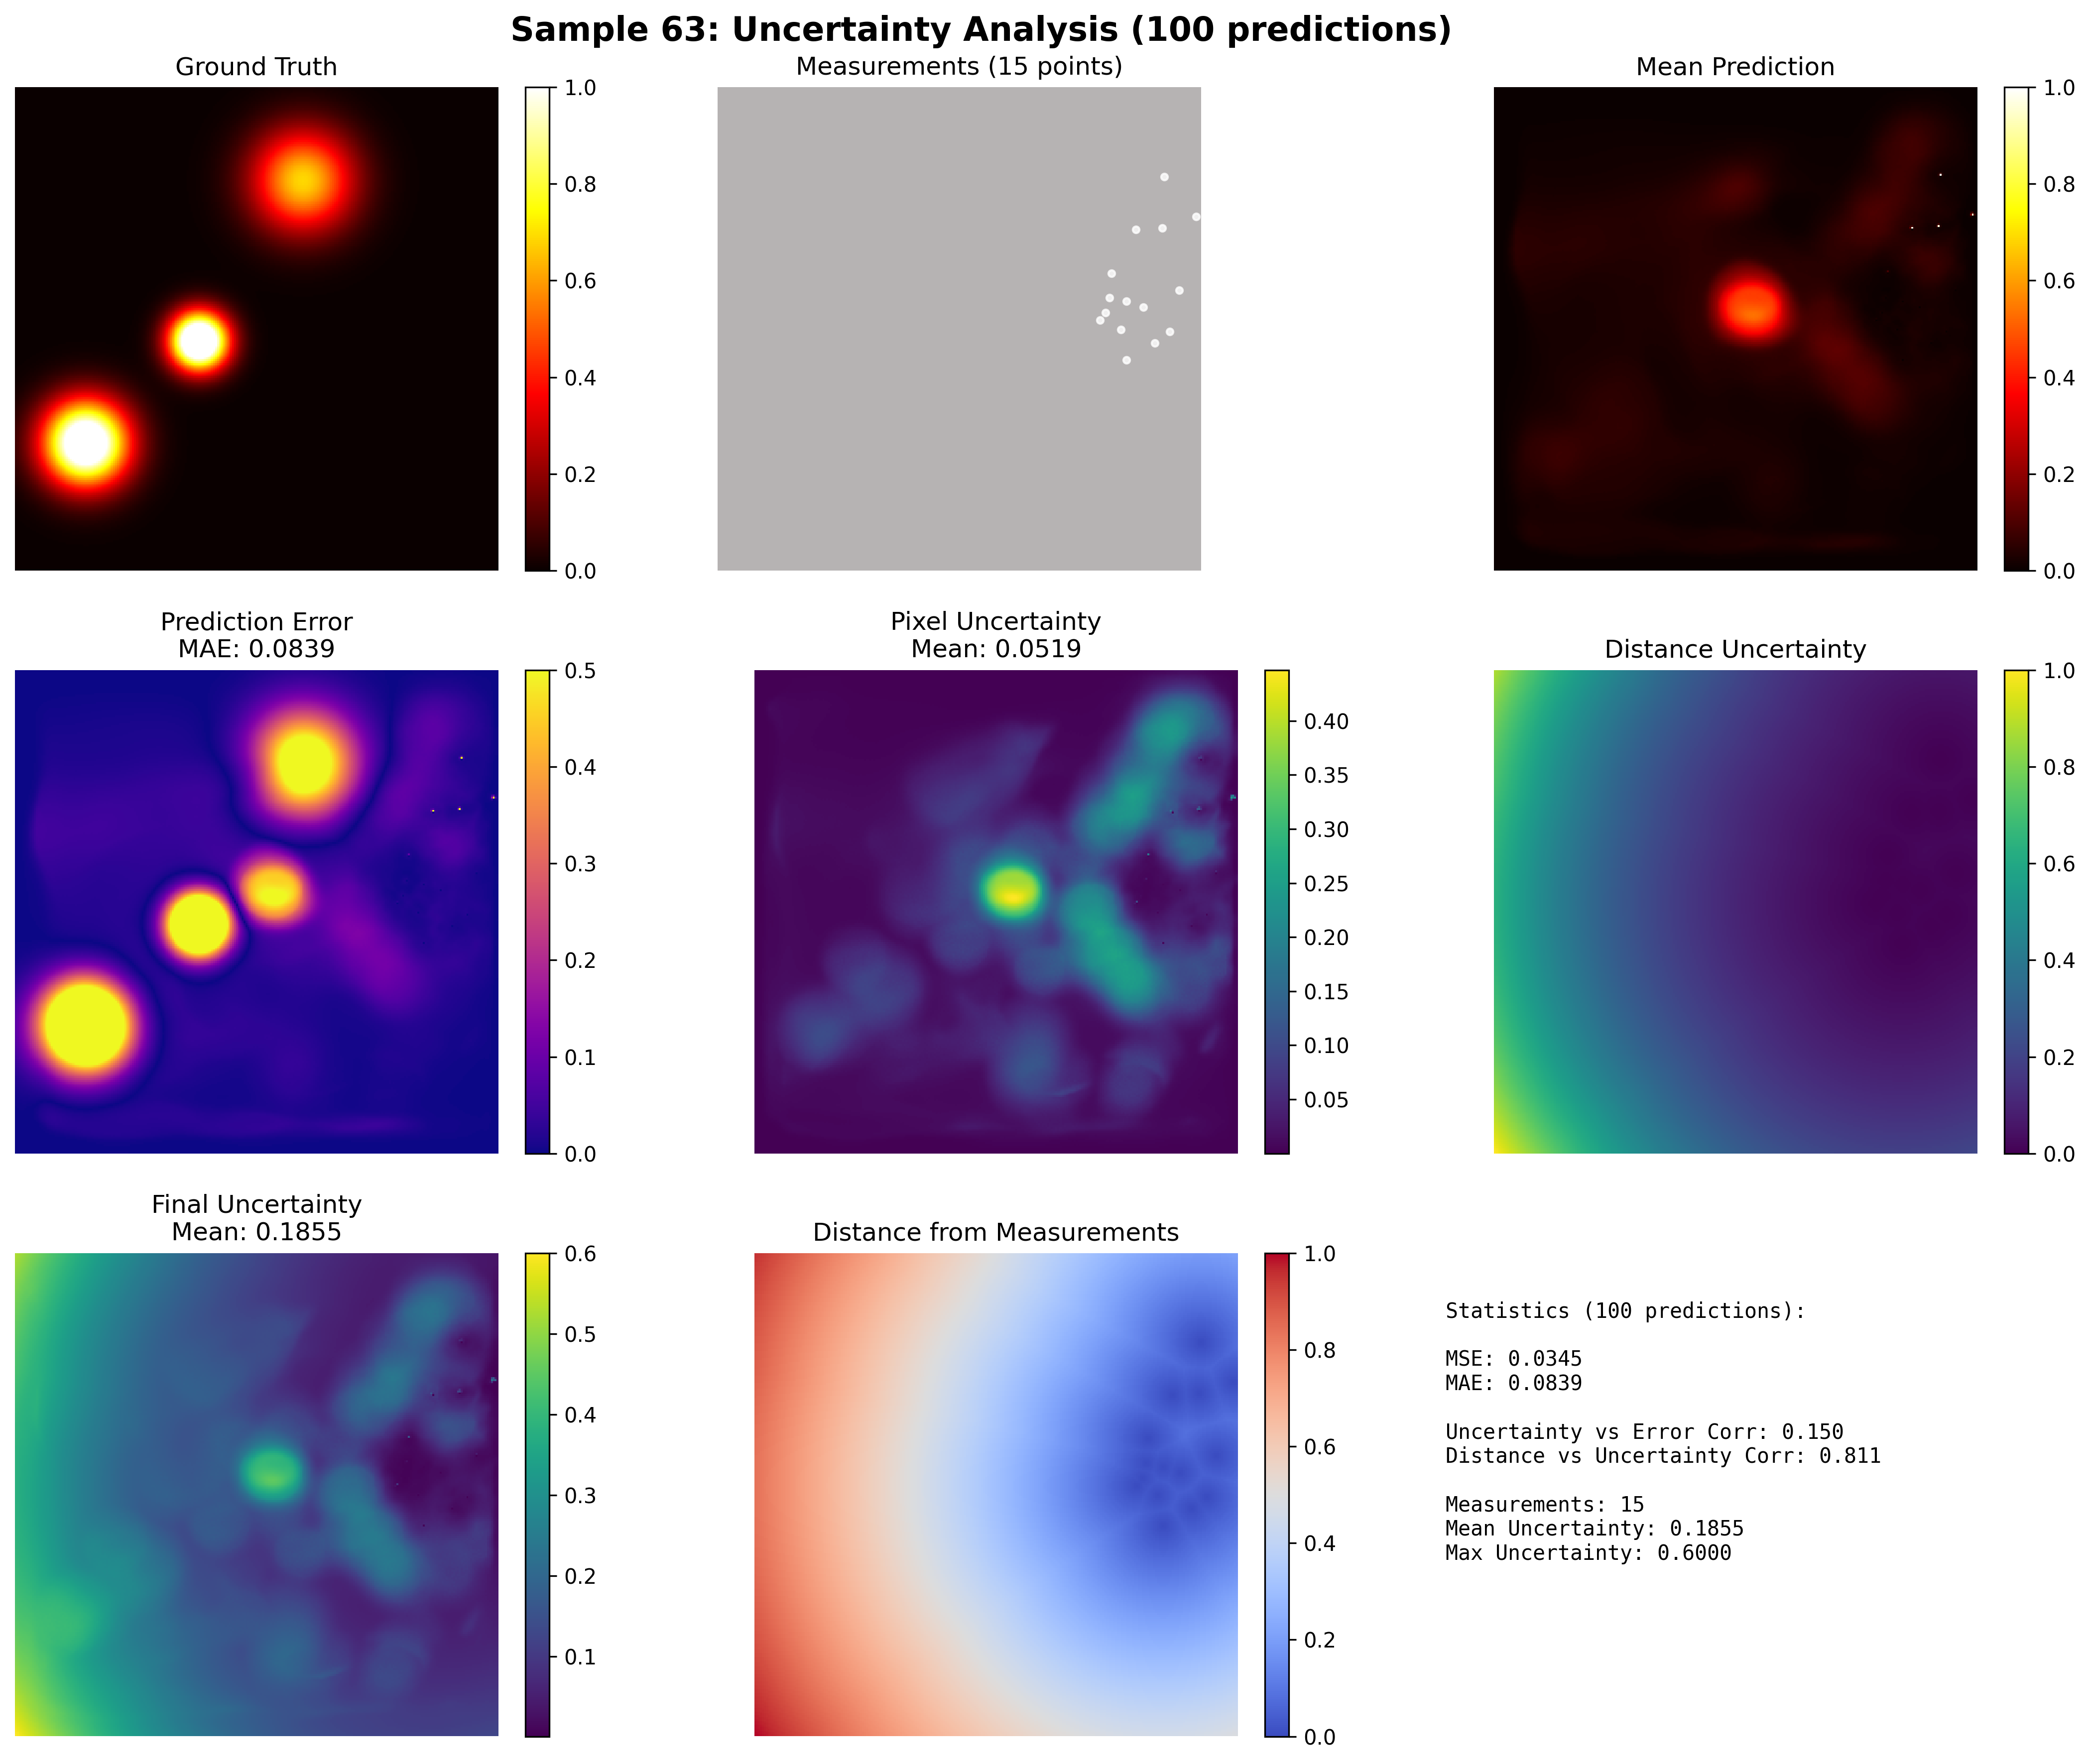 Sample 63: Uncertainty Analysis (100 predictions)
Ground Truth
1.0
0.8
0.6
0.4
0.2
0.0
Measurements (15 points)
Mean Prediction
1.0
0.8
0.6
0.4
0.2
0.0
Prediction Error
MAE: 0.0839
0.5
0.4
0.3
0.2
0.1
0.0
Pixel Uncertainty
Mean: 0.0519
0.40
0.35
0.30
0.25
0.20
0.15
0.10
0.05
Distance Uncertainty
1.0
0.8
0.6
0.4
0.2
0.0
Final Uncertainty
Mean: 0.1855
0.6
0.5
0.4
0.3
0.2
0.1
Distance from Measurements
1.0
0.8
0.6
0.4
0.2
0.0
Statistics (100 predictions):
MSE: 0.0345
MAE: 0.0839
Uncertainty vs Error Corr: 0.150
Distance vs Uncertainty Corr: 0.811
Measurements: 15
Mean Uncertainty: 0.1855
Max Uncertainty: 0.6000